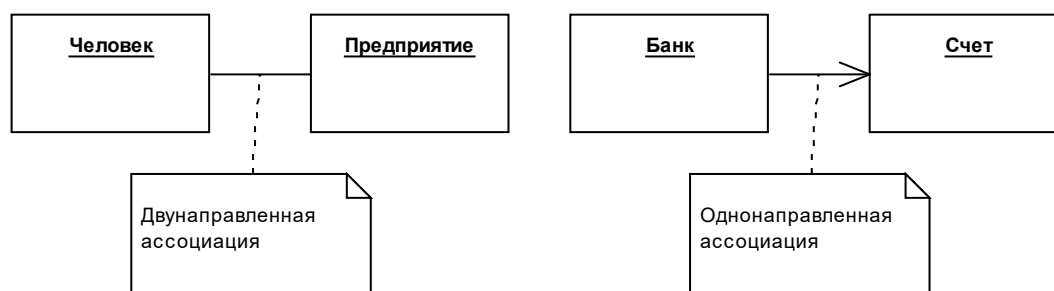 Человек
Предприятие
Банк
Счет
Двунаправленная
ассоциация
Однонаправленная
ассоциация